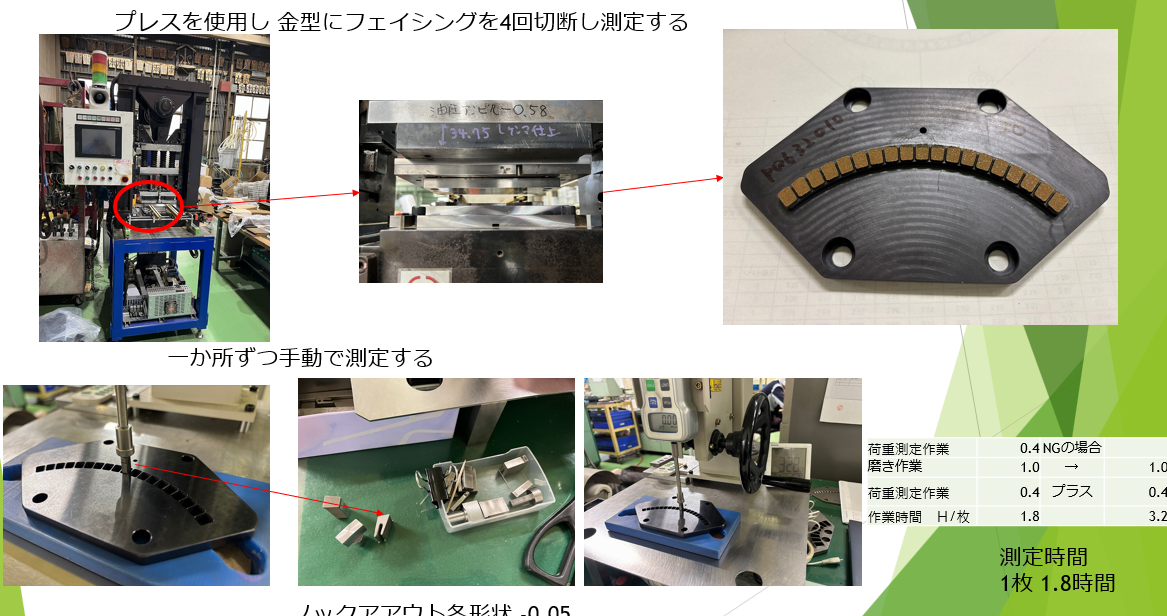 プレスを使用し 金型にフェイシングを4回切断し測定する
油圧アンビル-0.58
34.75
ケンマ仕上
一か所ずつ手動で測定する
荷重測定作業 0.4 NGの場合
磨き作業 1.0 → 1.0
荷重測定作業 0.4 プラス 0.4
作業時間 H/枚 1.8 3.2
測定時間
1枚 1.8時間
ノックアアウト各形状 -0.05